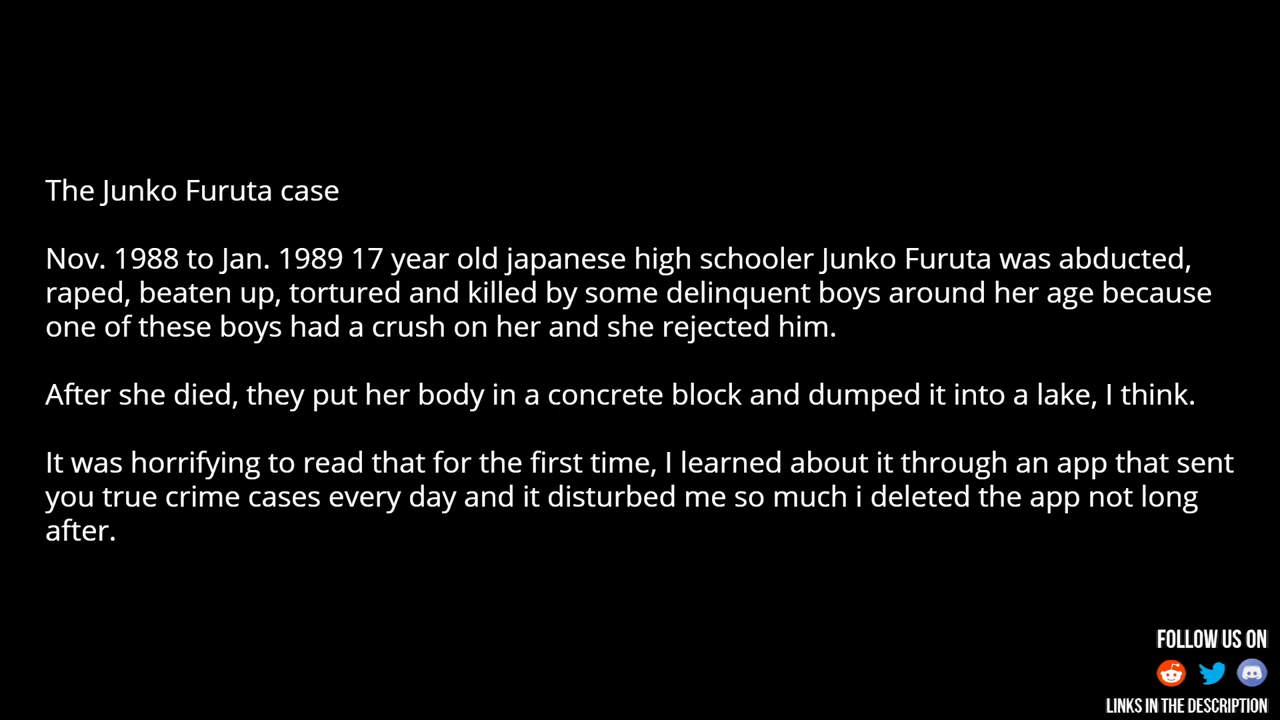 The Junko Furuta case
Nov. 1988 to Jan. 1989 17 year old japanese high schooler Junko Furuta was abducted,
raped, beaten up, tortured and killed by some delinquent boys around her age because
one of these boys had a crush on her and she rejected him.
After she died, they put her body in a concrete block and dumped it into a lake, I think.
It was horrifying to read that for the first time, I learned about it through an app that sent
you true crime cases every day and it disturbed me so much i deleted the app not long
after.
FOLLOW US ON
LINKS IN THE DESCRIPTION